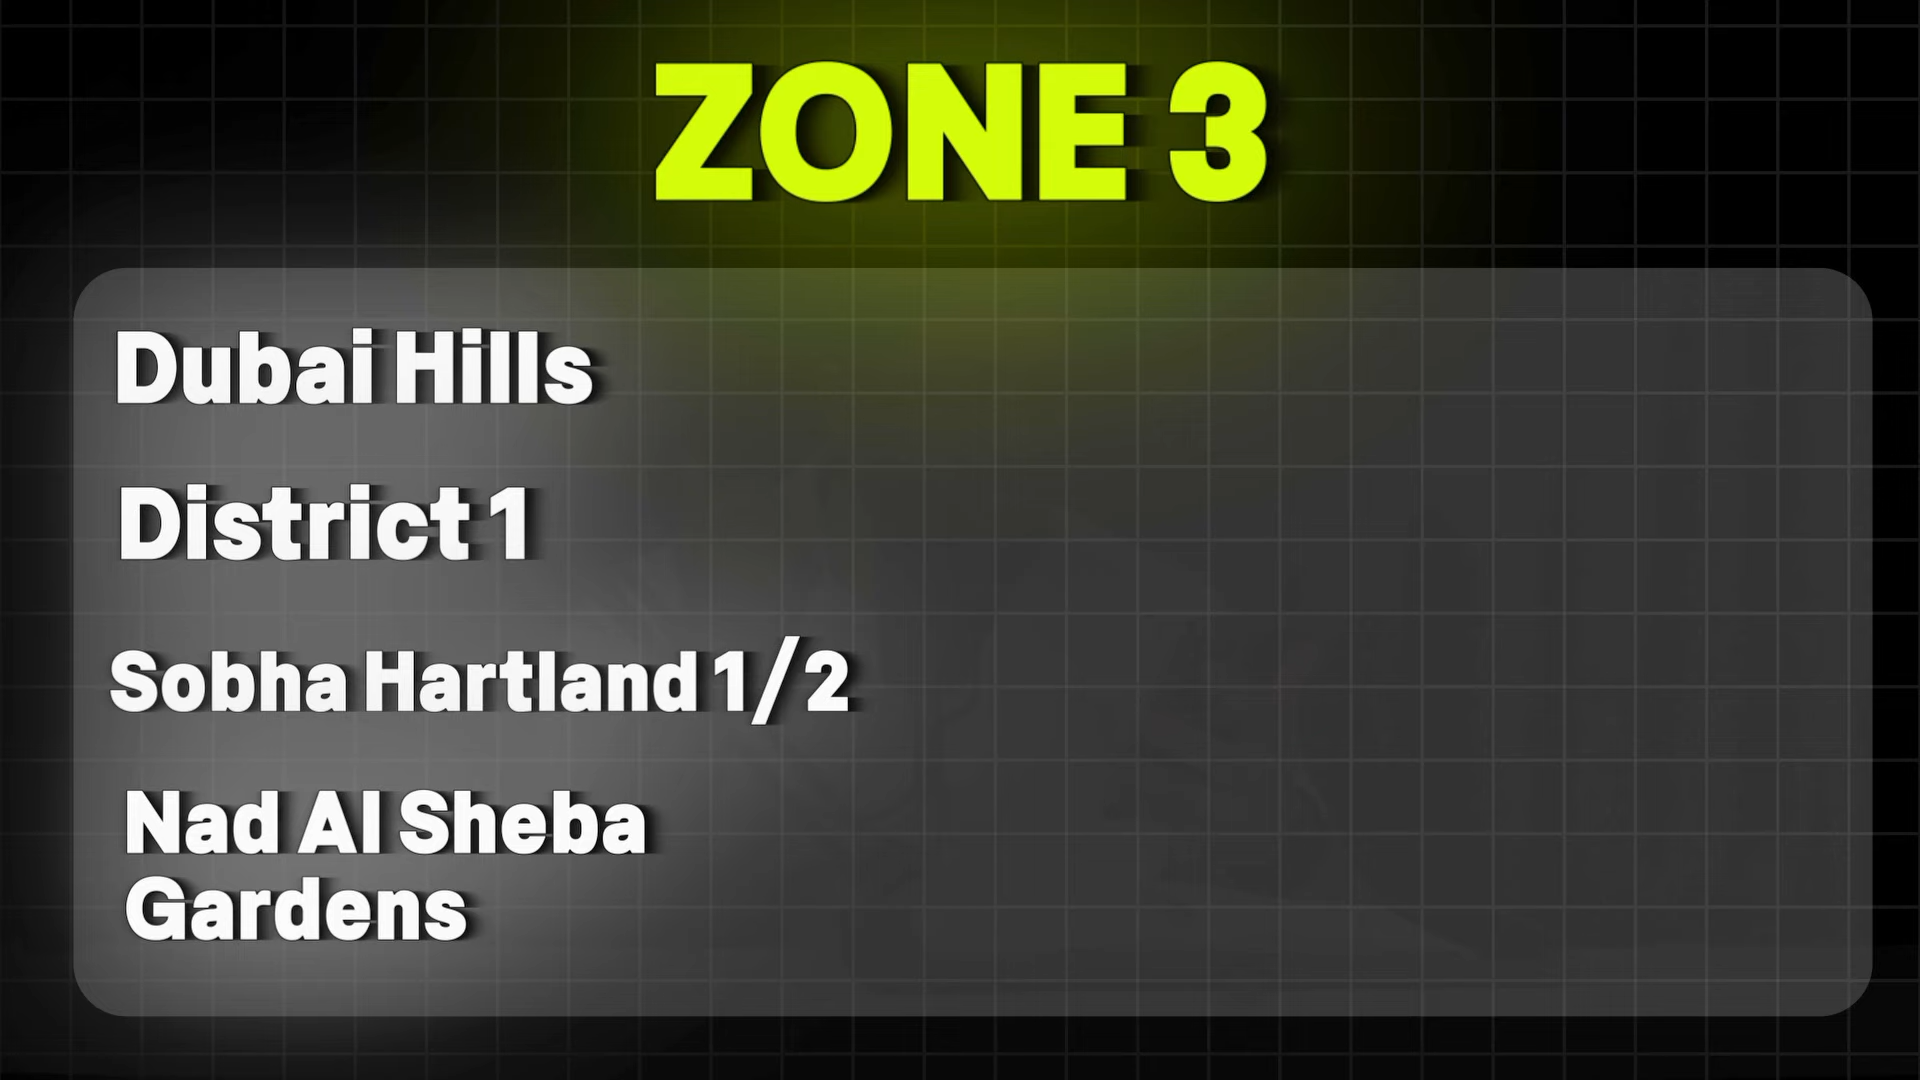 ZONE 3
Dubai Hills
District 1
Sobha Hartland 1/2
Nad Al Sheba
Gardens